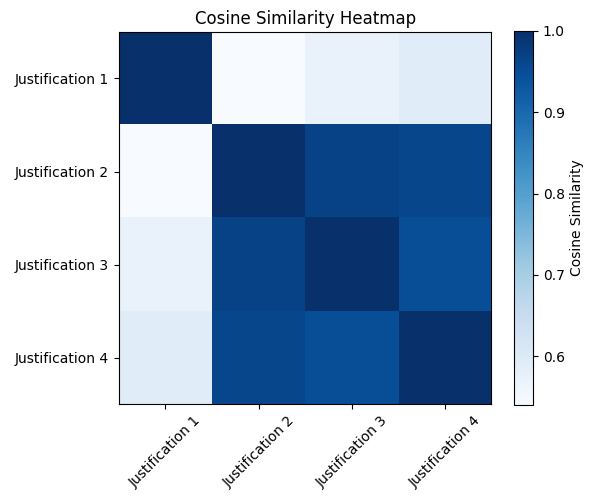 Cosine Similarity Heatmap
Justification 1
Justification 2
Justification 3
Justification 4
Justification 1
Justification 2
Justification 3
Justification 4
1.0
0.9
0.8
0.7
0.6
Cosine Similarity